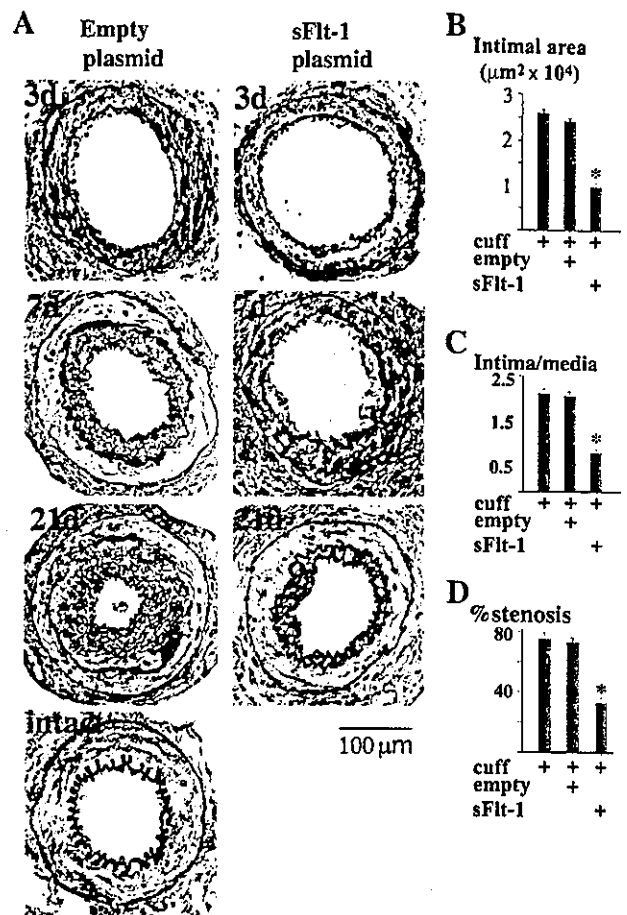 A
Empty
plasmid
sFlt-1
plasmid
3d
3d
7d
7d
21d
21d
intact
100 μm
B
Intimal area
(μm² x 10⁴)
3
2
1
cuff + + +
empty +
sFlt-1 +
*
C
Intima/media
2.5
1.5
0.5
cuff + + +
empty +
sFlt-1 +
*
D
%stenosis
80
40
cuff + + +
empty +
sFlt-1 +
*